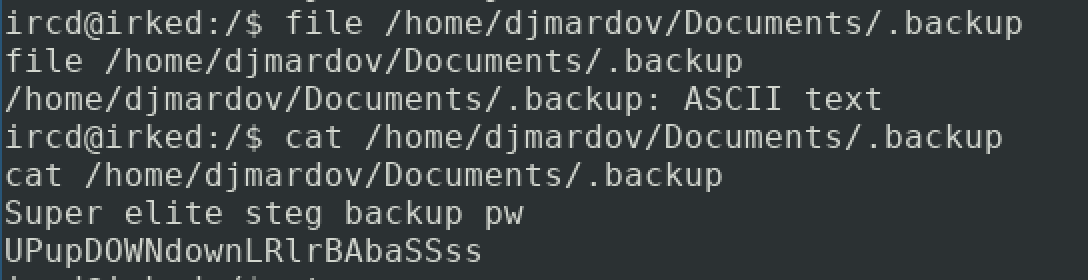 ircd@irked:/$ file /home/djmardov/Documents/.backup
file /home/djmardov/Documents/.backup
/home/djmardov/Documents/.backup: ASCII text
ircd@irked:/$ cat /home/djmardov/Documents/.backup
cat /home/djmardov/Documents/.backup
Super elite steg backup pw
UPupDOWNdownLRlrBAbaSSss